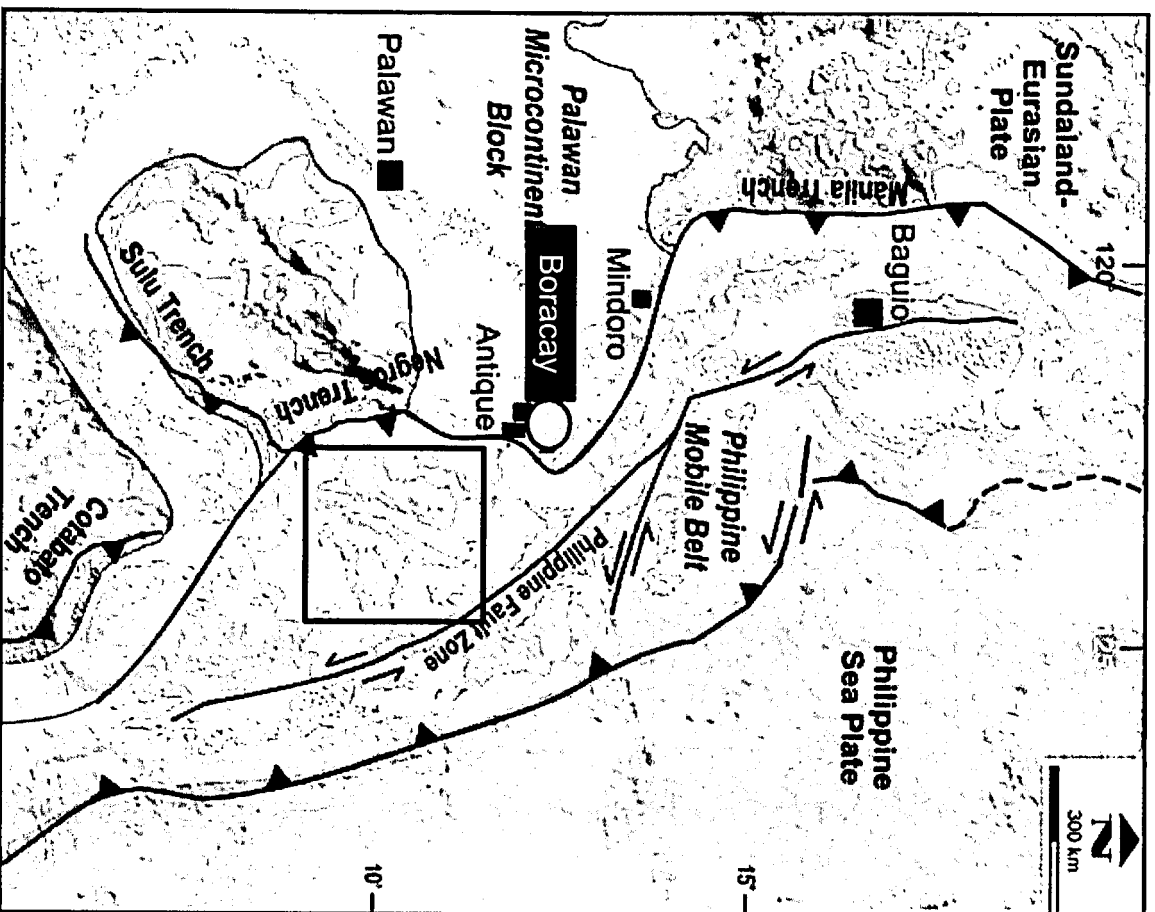 Sundaland-
Eurasian
Plate
120°
N
300 km
Manila Trench
Baguio
15°
Philippine
Sea Plate
Philippine
Mobile Belt
Mindoro
Palawan
Microcontinen
Block
Boracay
Philippine Fault Zone
Antique
Palawan
10°
Negros Trench
Sulu Trench
Cotabato
Trench